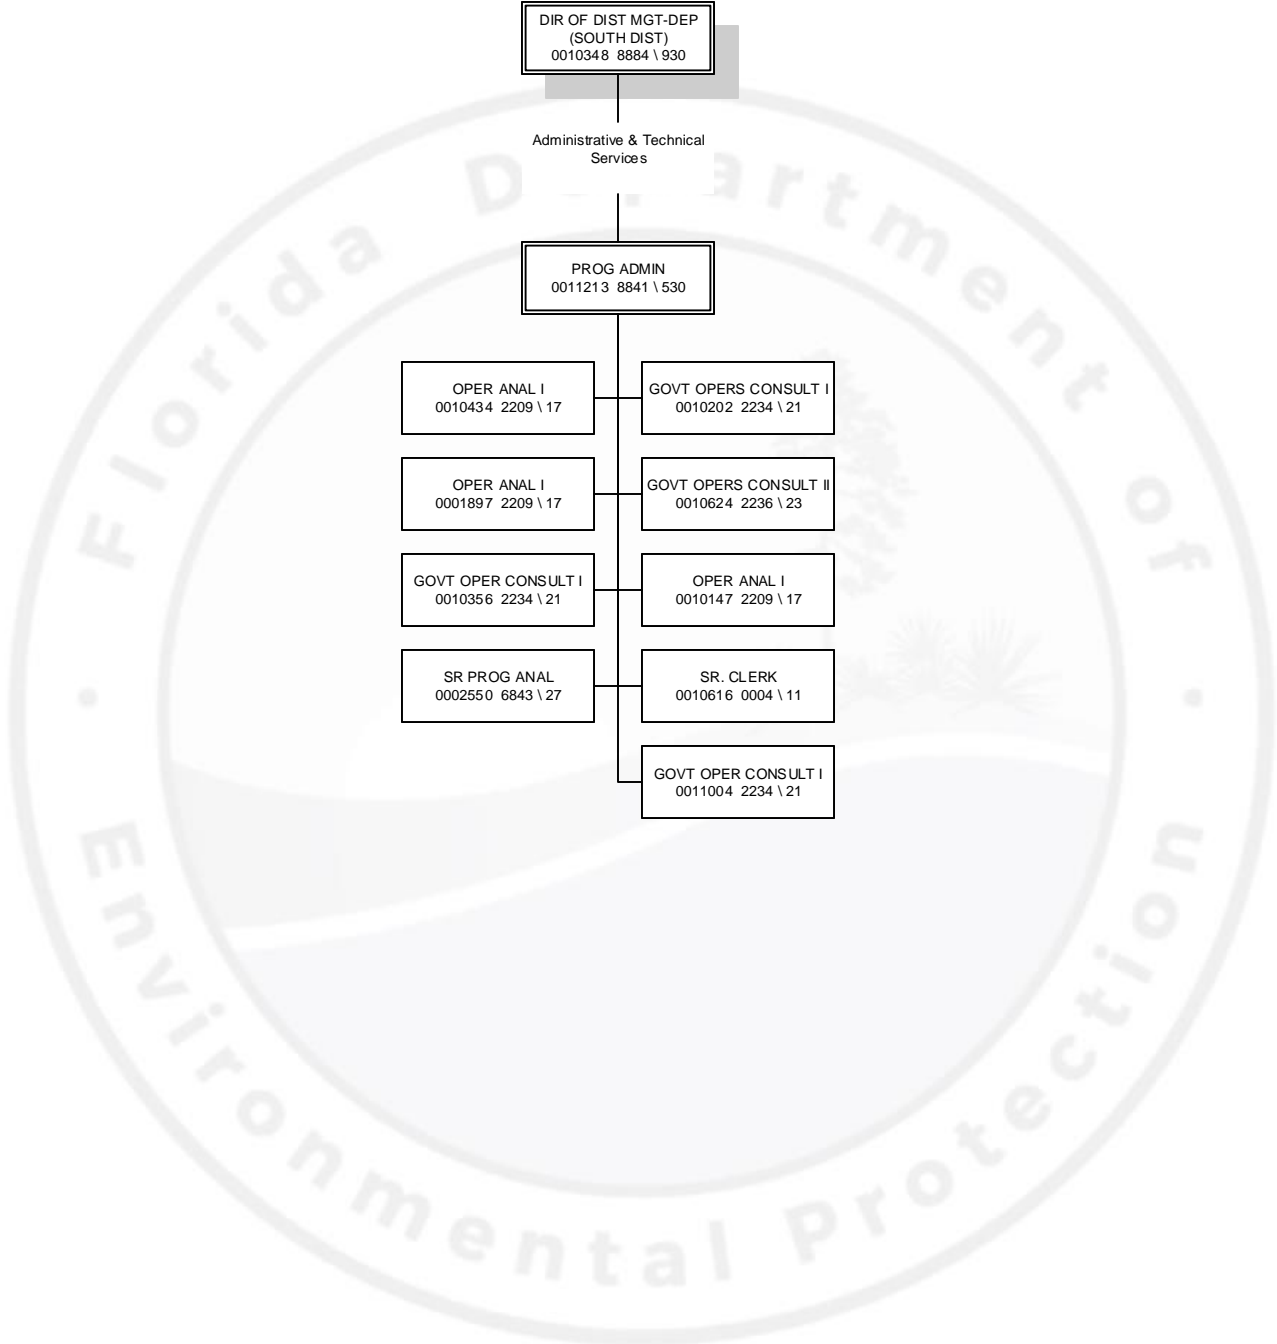 DIR OF DIST MGT-DEP
(SOUTH DIST)
0010348 8884 \ 930
Administrative & Technical
Services
PROG ADMIN
0011213 8841 \ 530
OPER ANAL I
0010434 2209 \ 17
GOVT OPERS CONSULT I
0010202 2234 \ 21
OPER ANAL I
0001897 2209 \ 17
GOVT OPERS CONSULT II
0010624 2236 \ 23
GOVT OPER CONSULT I
0010356 2234 \ 21
OPER ANAL I
0010147 2209 \ 17
SR PROG ANAL
0002550 6843 \ 27
SR. CLERK
0010616 0004 \ 11
GOVT OPER CONSULT I
0011004 2234 \ 21
Florida Department of
Environmental Protection